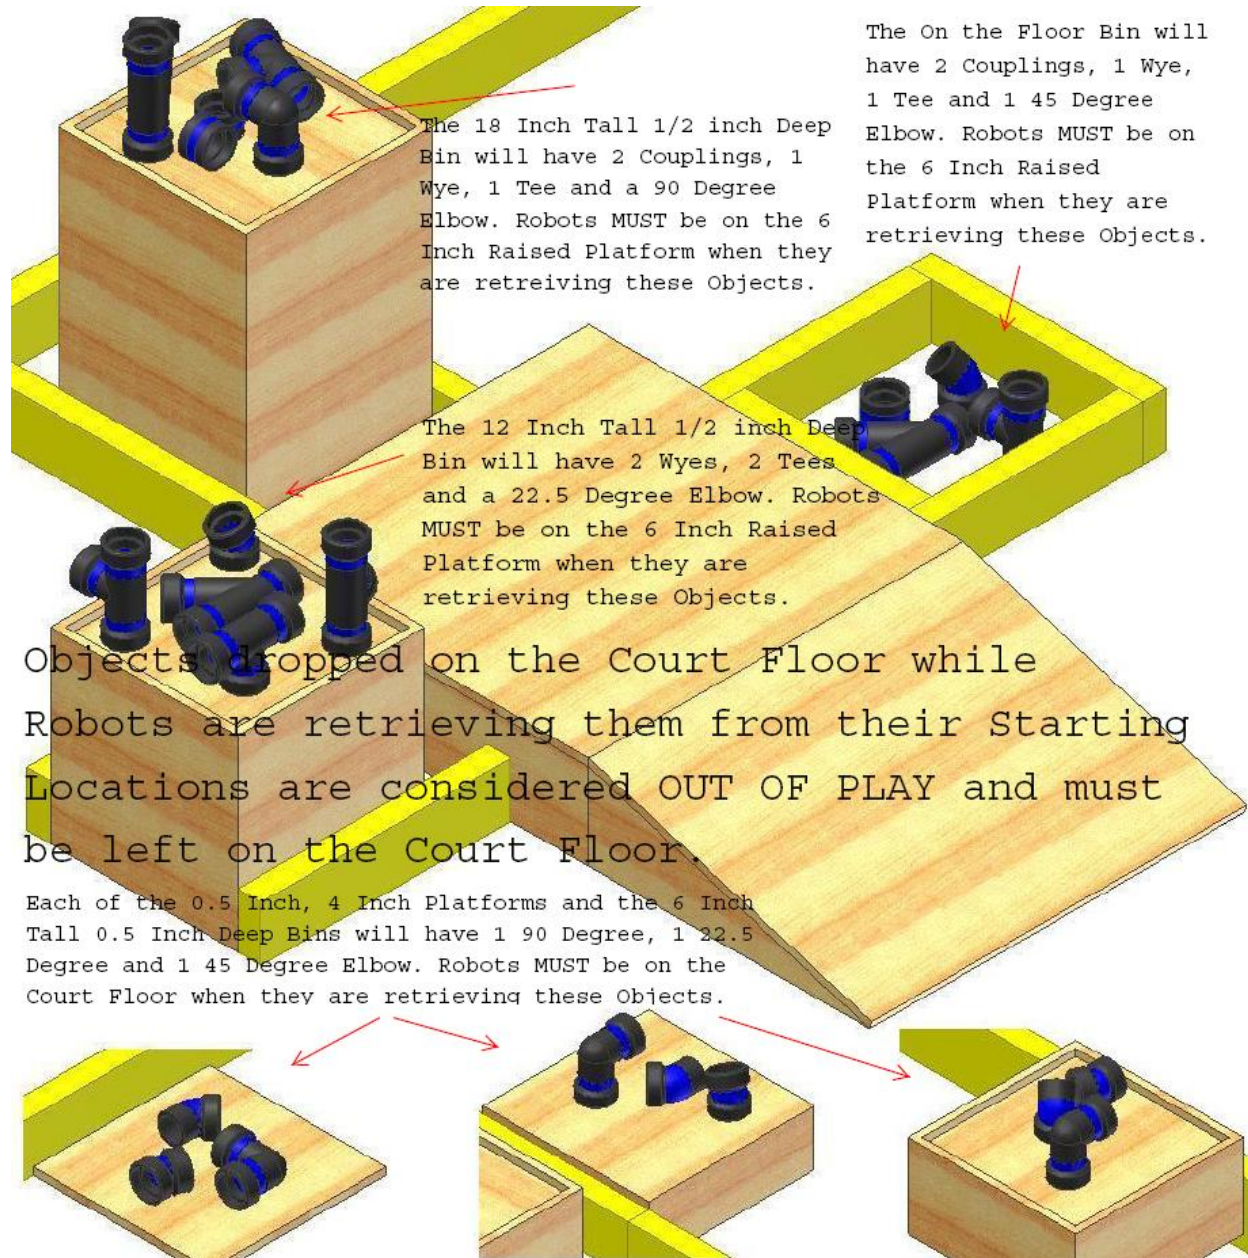 The On the Floor Bin will
have 2 Couplings, 1 Wye,
1 Tee and 1 45 Degree
Elbow. Robots MUST be on
the 6 Inch Raised
Platform when they are
retrieving these Objects.
The 18 Inch Tall 1/2 inch Deep
Bin will have 2 Couplings, 1
Wye, 1 Tee and a 90 Degree
Elbow. Robots MUST be on the 6
Inch Raised Platform when they
are retreiving these Objects.
The 12 Inch Tall 1/2 inch Deep
Bin will have 2 Wyes, 2 Tees
and a 22.5 Degree Elbow. Robots
MUST be on the 6 Inch Raised
Platform when they are
retrieving these Objects.
Objects dropped on the Court Floor while
Robots are retrieving them from their Starting
Locations are considered OUT OF PLAY and must
be left on the Court Floor.
Each of the 0.5 Inch, 4 Inch Platforms and the 6 Inch
Tall 0.5 Inch Deep Bins will have 1 90 Degree, 1 22.5
Degree and 1 45 Degree Elbow. Robots MUST be on the
Court Floor when they are retrieving these Objects.